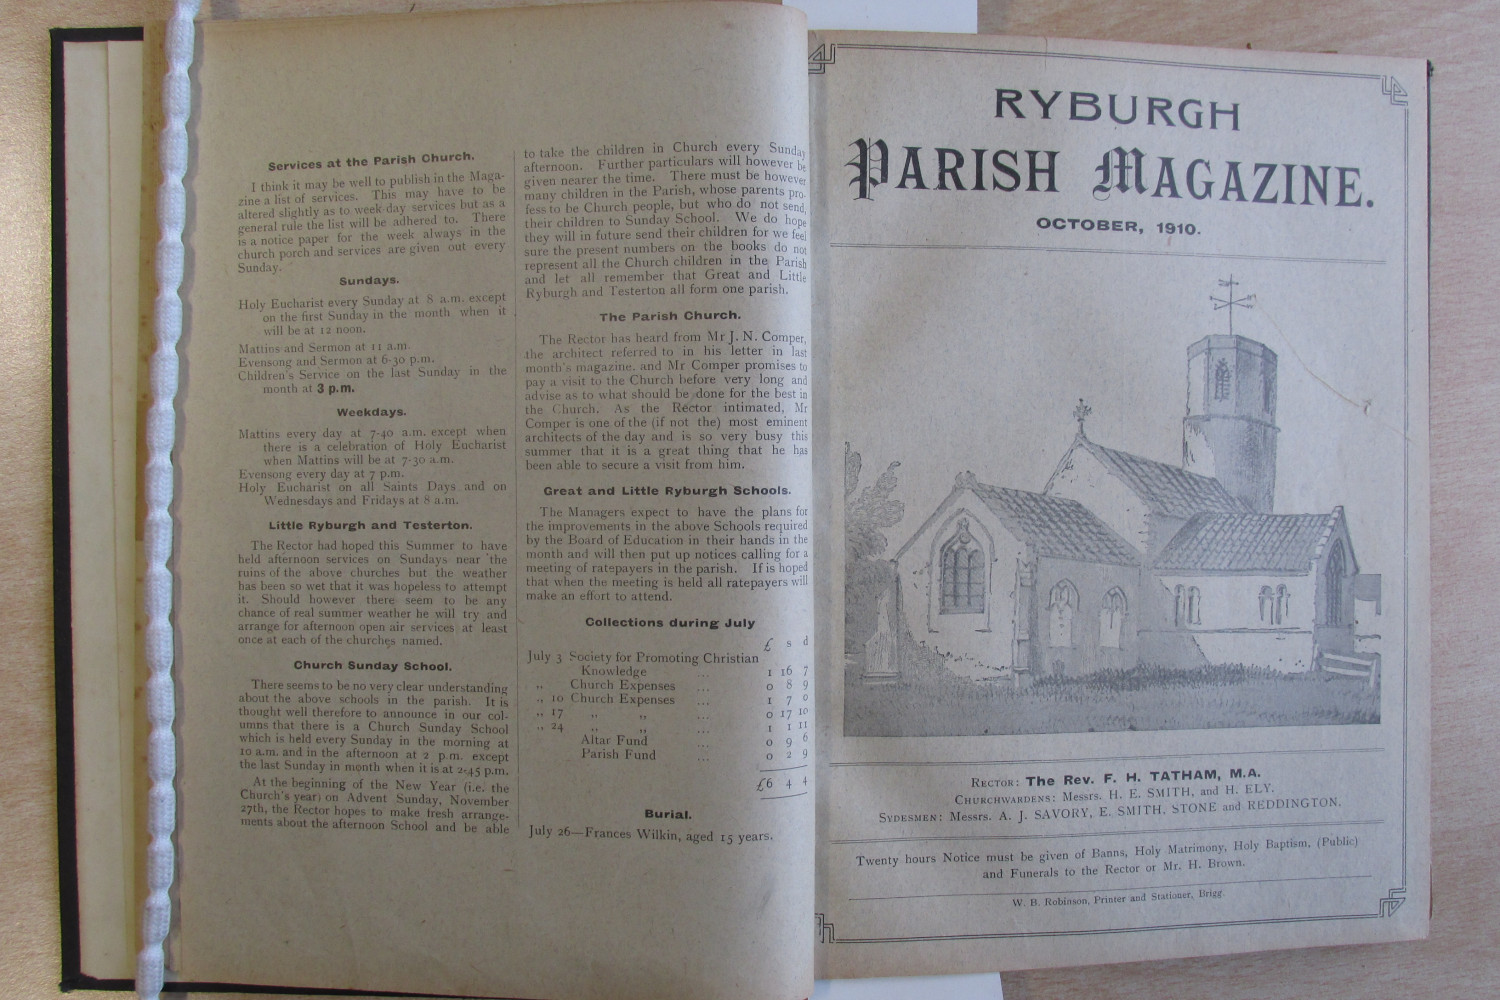 Services at the Parish Church.
I think it may be well to publish in the Maga-
zine a list of services. This may have to be
altered slightly as to week-day services but as a
general rule the list will be adhered to. There
is a notice paper for the week always in the
church porch and services are given out every
Sunday.
Sundays.
Holy Eucharist every Sunday at 8 a.m. except
on the first Sunday in the month when it
will be at 12 noon.
Mattins and Sermon at 11 a.m.
Evensong and Sermon at 6-30 p.m.
Children's Service on the last Sunday in the
month at 3 p.m.
Weekdays.
Mattins every day at 7-40 a.m. except when
there is a celebration of Holy Eucharist
when Mattins will be at 7-30 a.m.
Evensong every day at 7 p.m.
Holy Eucharist on all Saints Days and on
Wednesdays and Fridays at 8 a.m.
Little Ryburgh and Testerton.
The Rector had hoped this Summer to have
held afternoon services on Sundays near the
ruins of the above churches but the weather
has been so wet that it was hopeless to attempt
it. Should however there seem to be any
chance of real summer weather he will try and
arrange for afternoon open air services at least
once at each of the churches named.
Church Sunday School.
There seems to be no very clear understanding
about the above schools in the parish. It is
thought well therefore to announce in our col-
umns that there is a Church Sunday School
which is held every Sunday in the morning at
10 a.m. and in the afternoon at 2 p.m. except
the last Sunday in month when it is at 2-45 p.m.
At the beginning of the New Year (i.e. the
Church's year) on Advent Sunday, November
27th, the Rector hopes to make fresh arrange-
ments about the afternoon School and be able
to take the children in Church every Sunday
afternoon. Further particulars will however be
given nearer the time. There must be however
many children in the Parish, whose parents pro-
fess to be Church people, but who do not send,
their children to Sunday School. We do hope
they will in future send their children for we feel
sure the present numbers on the books do not
represent all the Church children in the Parish
and let all remember that Great and Little
Ryburgh and Testerton all form one parish.
The Parish Church.
The Rector has heard from Mr J. N. Comper,
the architect referred to in his letter in last
month's magazine. and Mr Comper promises to
pay a visit to the Church before very long and
advise as to what should be done for the best in
the Church. As the Rector intimated, Mr
Comper is one of the (if not the) most eminent
architects of the day and is so very busy this
summer that it is a great thing that he has
been able to secure a visit from him.
Great and Little Ryburgh Schools.
The Managers expect to have the plans for
the improvements in the above Schools required
by the Board of Education in their hands in the
month and will then put up notices calling for a
meeting of ratepayers in the parish. If is hoped
that when the meeting is held all ratepayers will
make an effort to attend.
Collections during July
£ s d
July 3 Society for Promoting Christian
Knowledge ... 1 16 7
,, Church Expenses ... 0 8 9
,, 10 Church Expenses ... 1 7 0
,, 17 ,, ,, ... 0 17 10
,, 24 ,, ,, ... 1 1 11
Altar Fund ... 0 9 6
Parish Fund ... 0 2 9
£6 4 4
Burial.
July 26—Frances Wilkin, aged 15 years.
RYBURGH
PARISH MAGAZINE.
OCTOBER, 1910.
RECTOR: The Rev. F. H. TATHAM, M.A.
CHURCHWARDENS: Messrs. H. E. SMITH, and H. ELY.
SYDESMEN: Messrs. A. J. SAVORY, E. SMITH, STONE and REDDINGTON.
Twenty hours Notice must be given of Banns, Holy Matrimony, Holy Baptism, (Public)
and Funerals to the Rector or Mr. H. Brown.
W. B. Robinson, Printer and Stationer, Brigg.